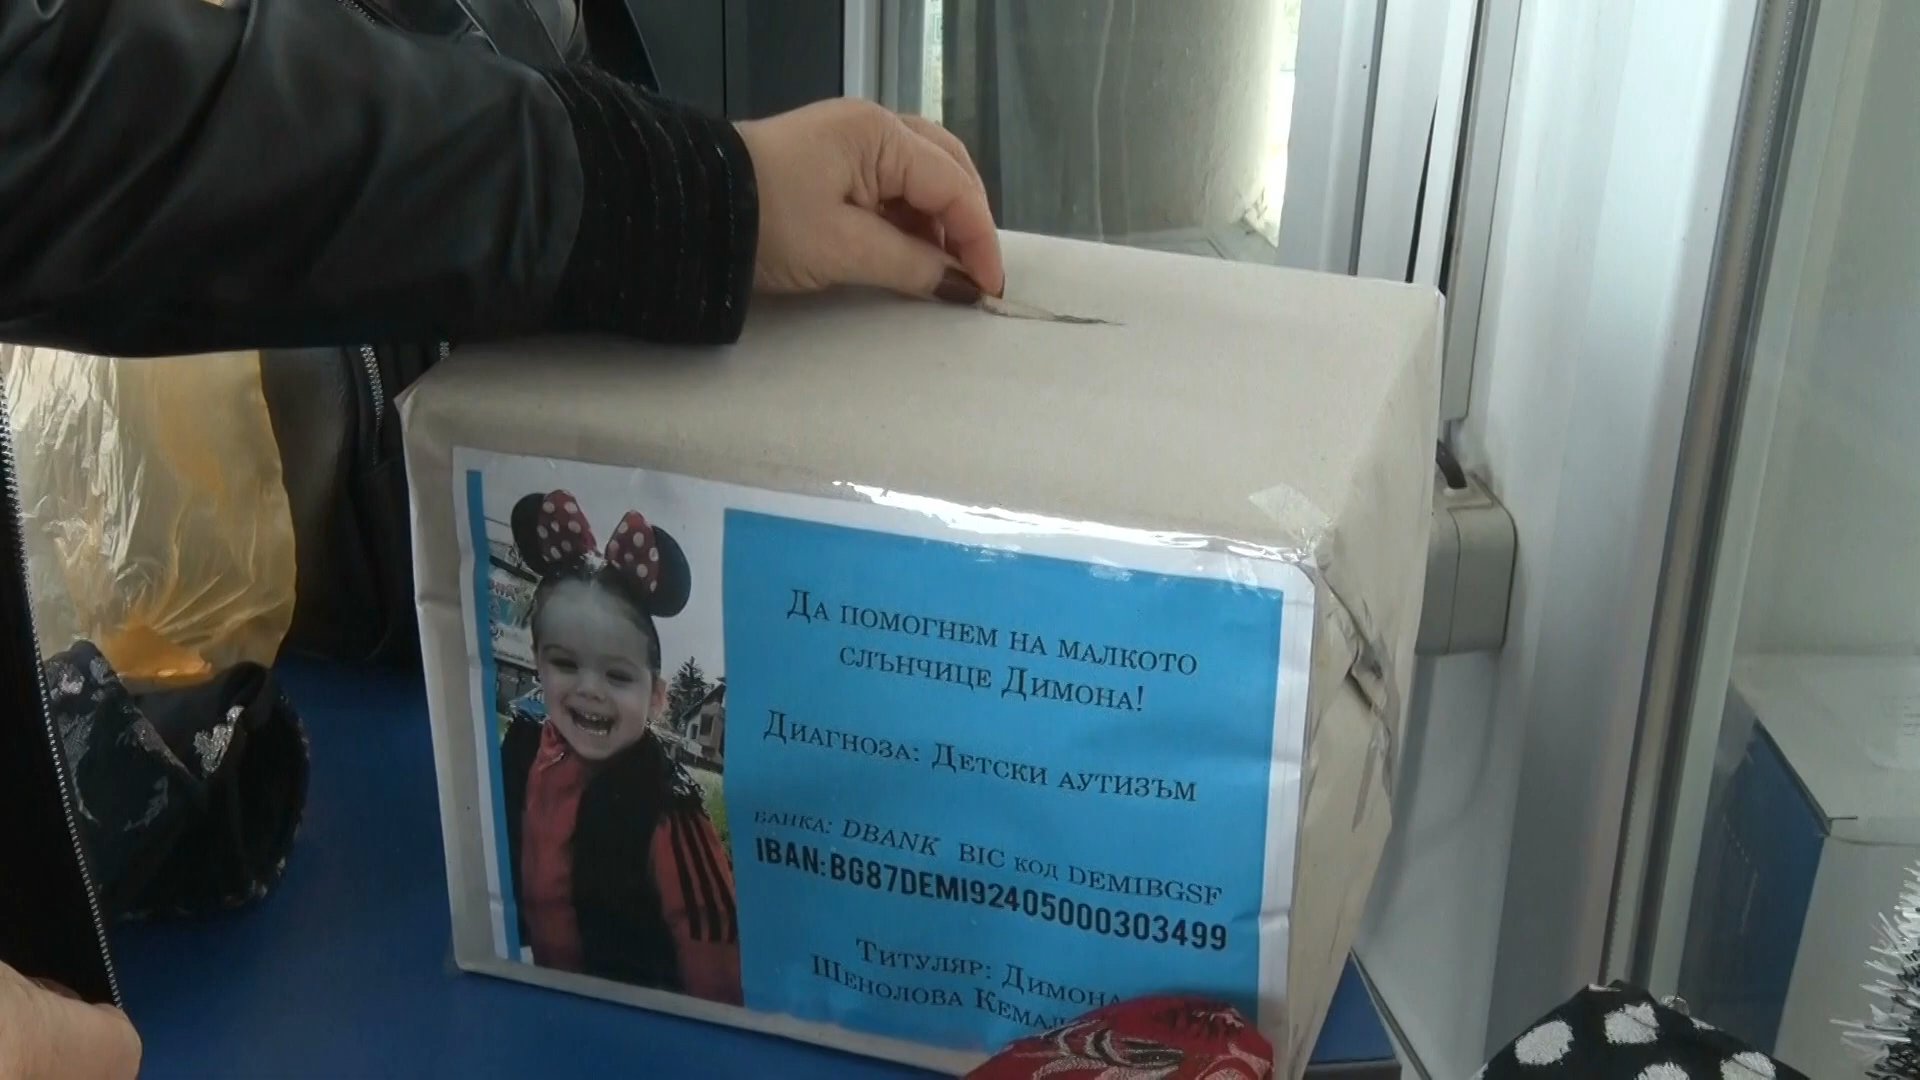 Да помогнем на малкото
слънчице Димона!
Диагноза: Детски аутизъм
Банка: DBANK BIC код DEMIBGSF
IBAN:BG87DEMI92405000303499
Титуляр: Димона
Шенолова